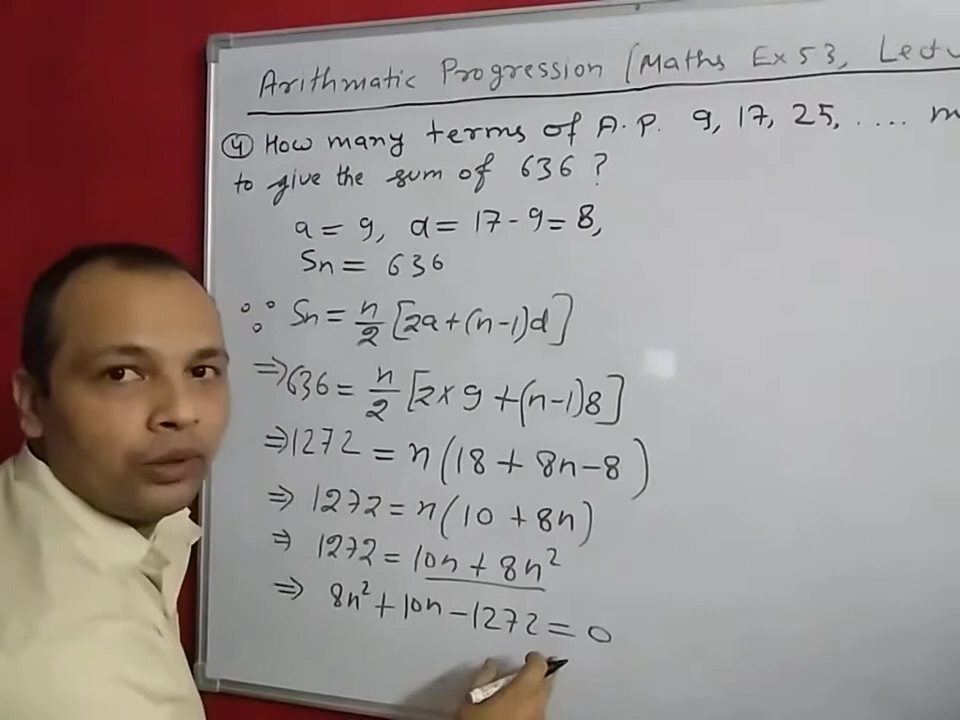 Arithmatic Progression (Maths Ex 5.3,
④ How many terms of A.P. 9, 17, 25, ....
to give the sum of 636 ?
a = 9, d = 17 - 9 = 8,
Sn = 636
∵ Sn = n/2 [2a + (n-1)d]
⇒ 636 = n/2 [2 × 9 + (n-1)8]
⇒ 1272 = n(18 + 8n - 8)
⇒ 1272 = n(10 + 8n)
⇒ 1272 = 10n + 8n²
⇒ 8n² + 10n - 1272 = 0